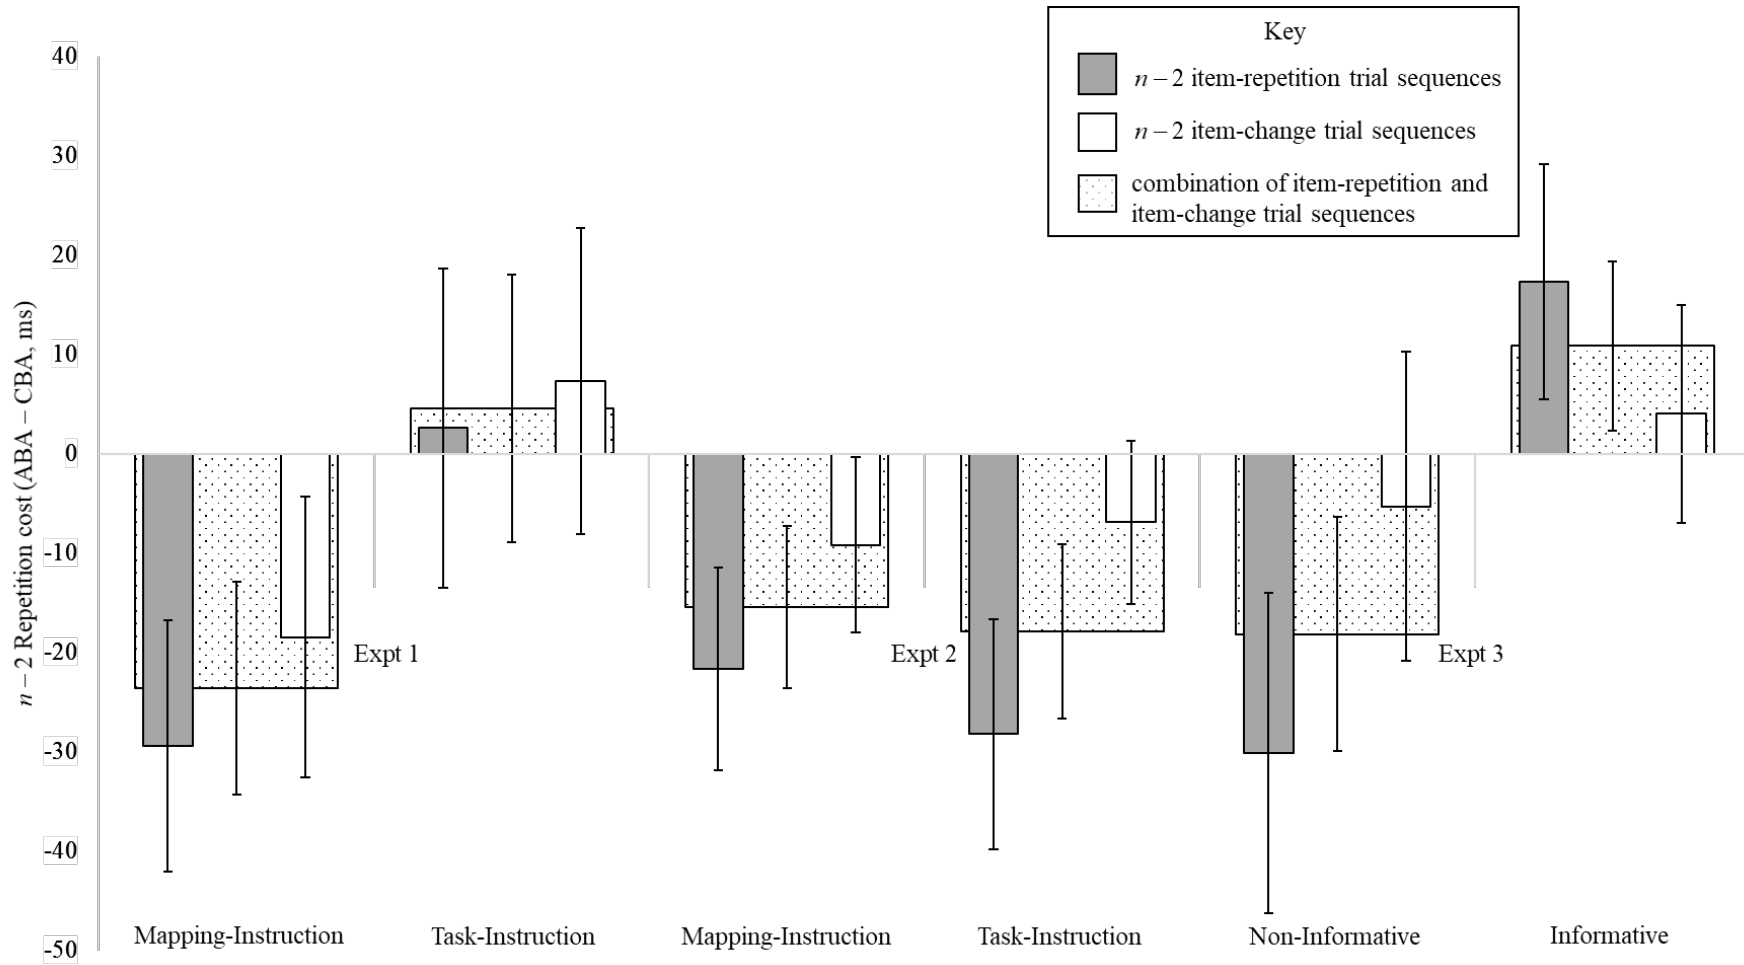 Key
n – 2 item-repetition trial sequences
n – 2 item-change trial sequences
combination of item-repetition and
item-change trial sequences
n – 2 Repetition cost (ABA – CBA, ms)
40
30
20
10
0
-10
-20
-30
-40
-50
Expt 1
Expt 2
Expt 3
Mapping-Instruction
Task-Instruction
Mapping-Instruction
Task-Instruction
Non-Informative
Informative